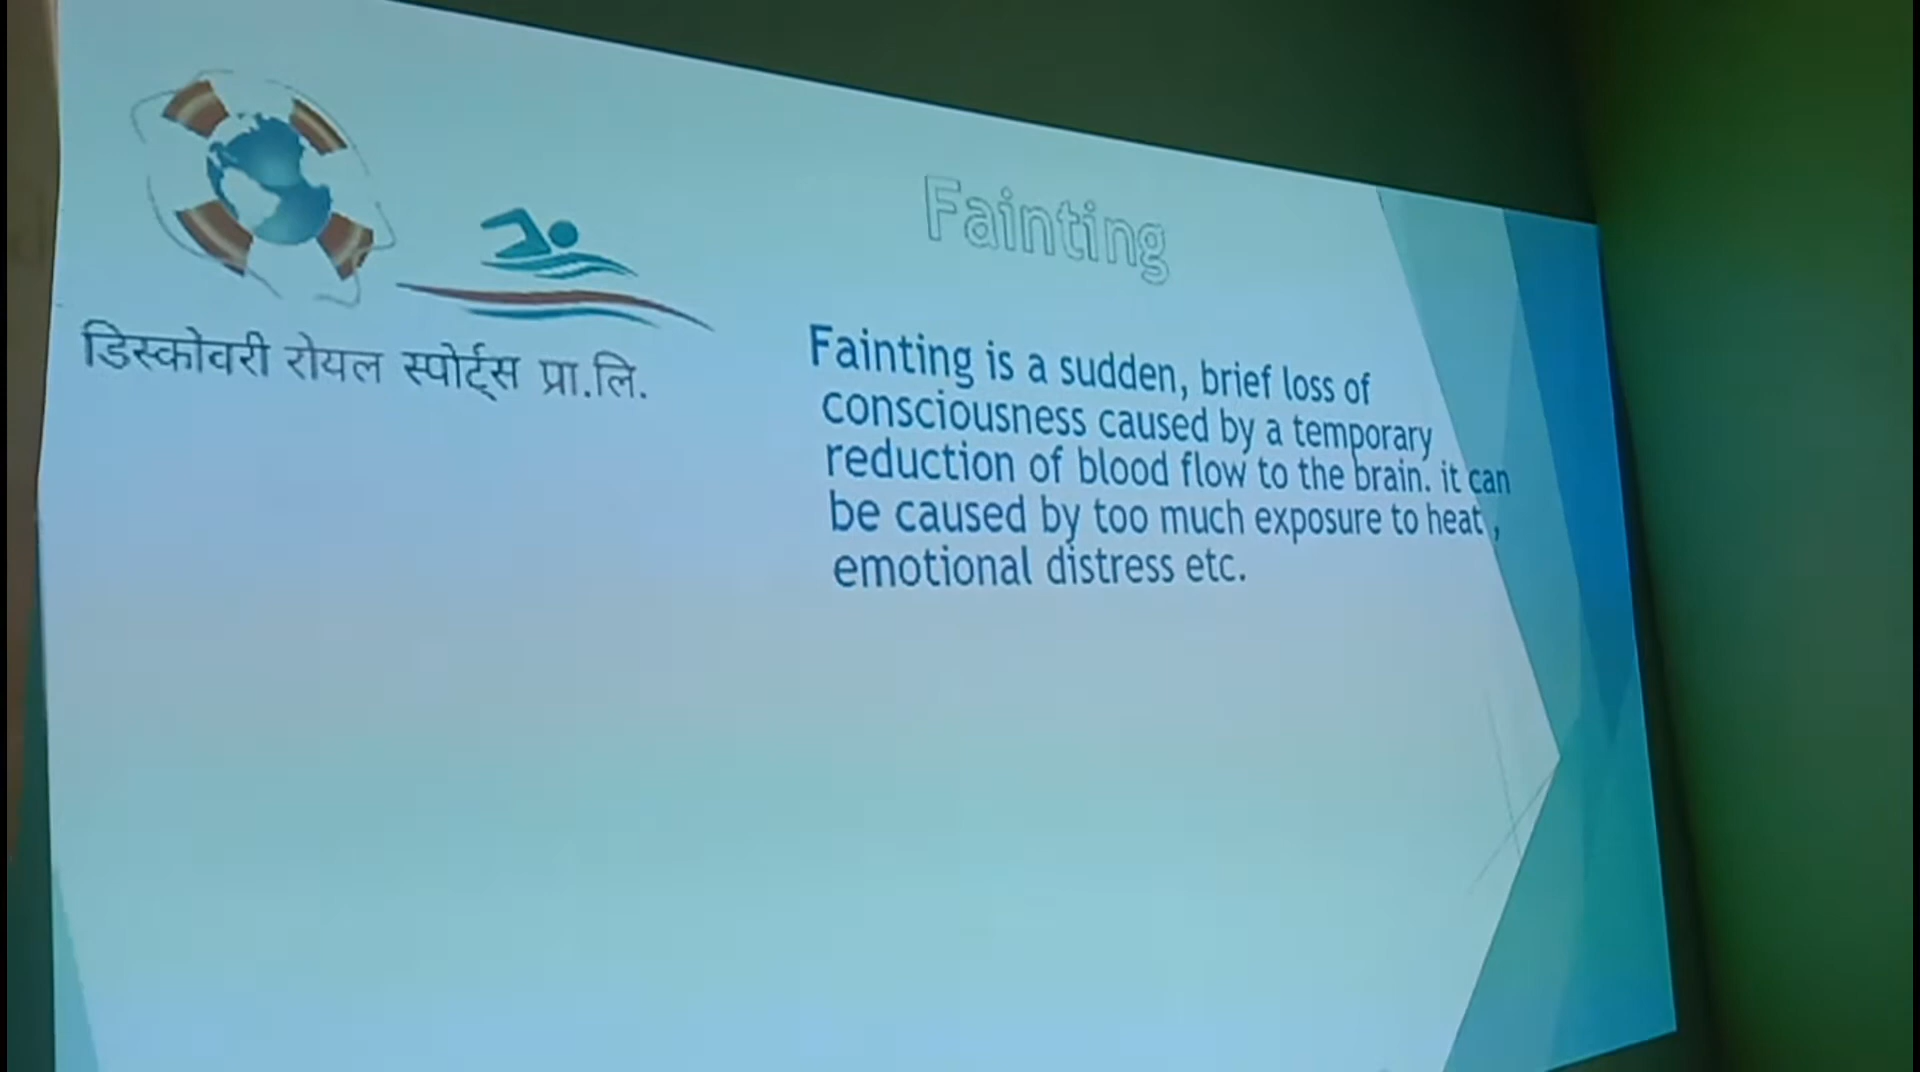 डिस्कोवरी रोयल स्पोर्ट्स प्रा.लि.
Fainting
Fainting is a sudden, brief loss of
consciousness caused by a temporary
reduction of blood flow to the brain. it can
be caused by too much exposure to heat ,
emotional distress etc.